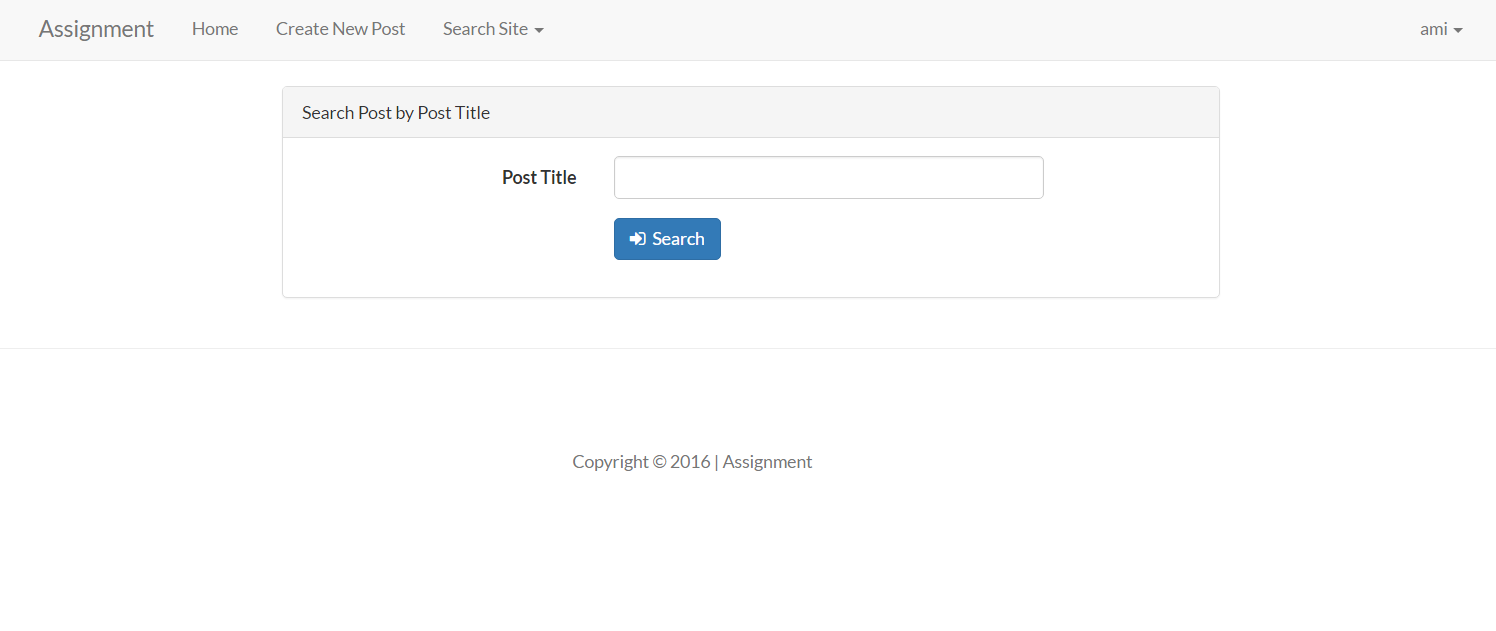 Assignment Home Create New Post Search Site ami
Search Post by Post Title
Post Title
Search
Copyright © 2016 | Assignment